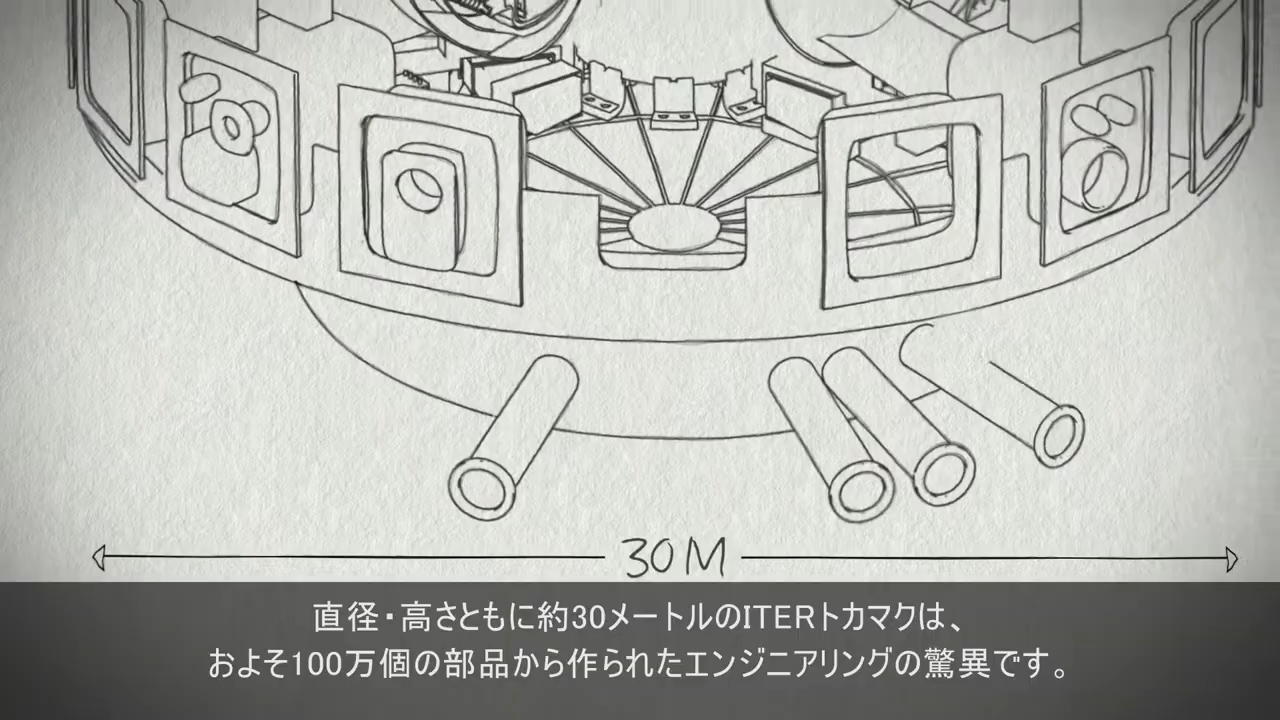 30M
直径・高さともに約30メートルのITERトカマクは、
およそ100万個の部品から作られたエンジニアリングの驚異です。